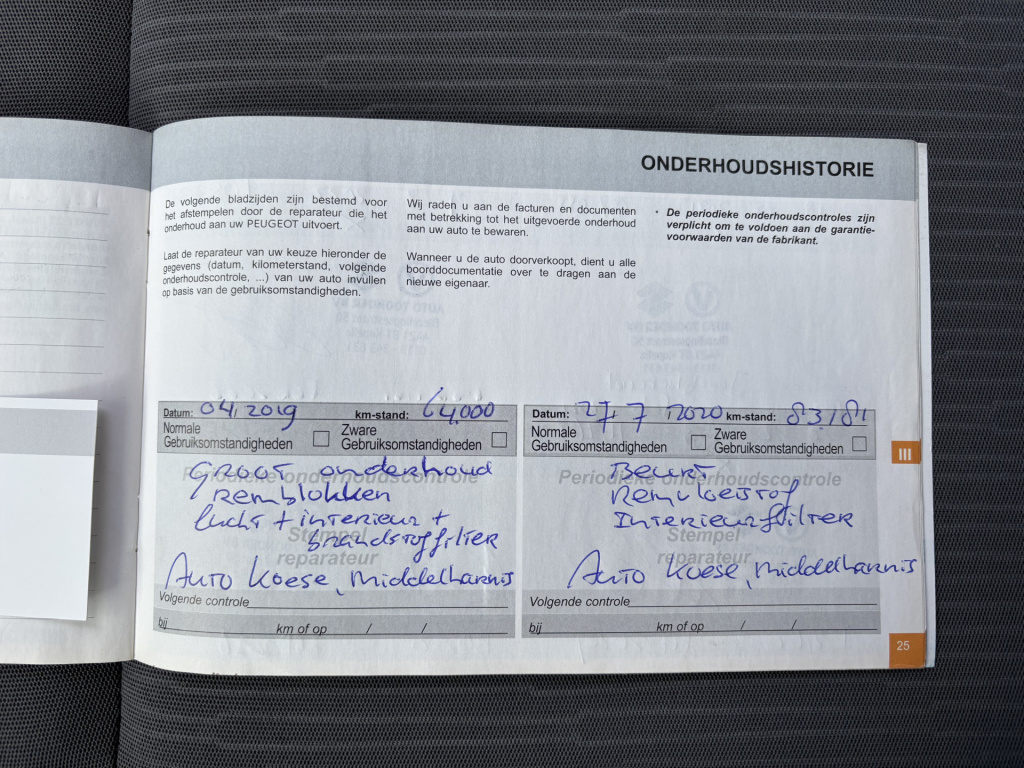 ONDERHOUDSHISTORIE
De volgende bladzijden zijn bestemd voor
het afstempelen door de reparateur die het
onderhoud aan uw PEUGEOT uitvoert.
Laat de reparateur van uw keuze hieronder de
gegevens (datum, kilometerstand, volgende
onderhoudscontrole, ...) van uw auto invullen
op basis van de gebruiksomstandigheden.
Wij raden u aan de facturen en documenten
met betrekking tot het uitgevoerde onderhoud
aan uw auto te bewaren.
Wanneer u de auto doorverkoopt, dient u alle
boorddocumentatie over te dragen aan de
nieuwe eigenaar.
• De periodieke onderhoudscontroles zijn
verplicht om te voldoen aan de garantie-
voorwaarden van de fabrikant.
Datum: 04/2019 km-stand: 64,000
Normale
Gebruiksomstandigheden
Zware
Gebruiksomstandigheden
Periodieke onderhoudscontrole
GROOT onderhoud
Remblokken
lucht + interieur +
brandstoffilter
Stempel
reparateur
Auto Koese, Middelharnis
Volgende controle
bij km of op / /
Datum: 27/7/2020 km-stand: 83.181
Normale
Gebruiksomstandigheden
Zware
Gebruiksomstandigheden
Periodieke onderhoudscontrole
Beurt
Remvloeistof
Interieurfilter
Stempel
reparateur
Auto Koese, Middelharnis
Volgende controle
bij km of op / /
III
25